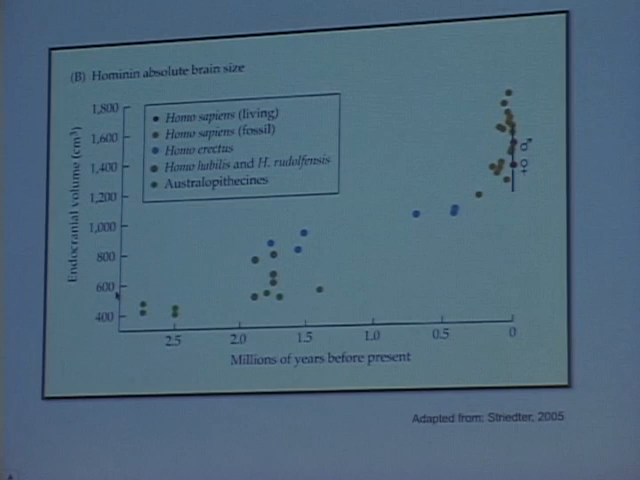 (B) Hominin absolute brain size
1,800
1,600
1,400
1,200
1,000
800
600
400
Endocranial volume (cm³)
Homo sapiens (living)
Homo sapiens (fossil)
Homo erectus
Homo habilis and H. rudolfensis
Australopithecines
♂
♀
2.5 2.0 1.5 1.0 0.5 0
Millions of years before present
Adapted from: Striedter, 2005